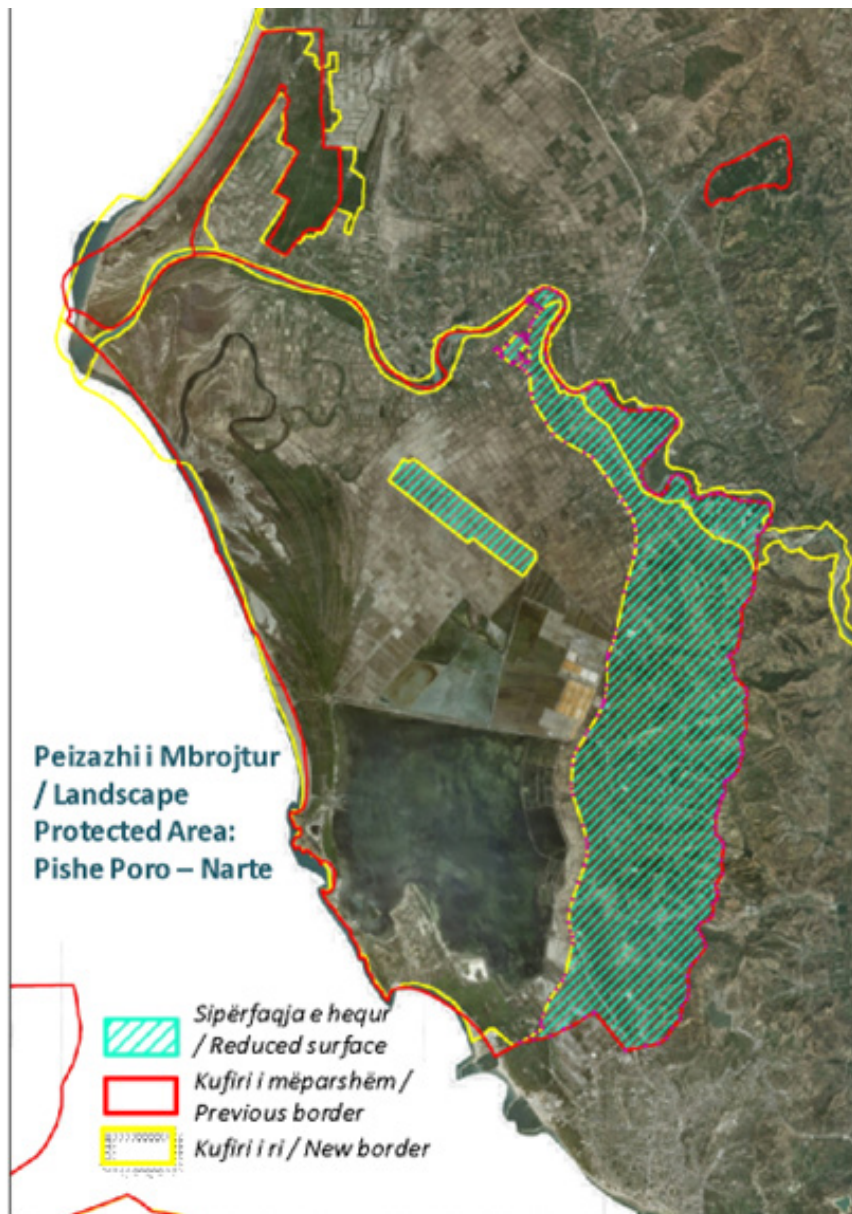 Peizazhi i Mbrojtur
/ Landscape
Protected Area:
Pishe Poro – Narte
Sipërfaqja e hequr
/ Reduced surface
Kufiri i mëparshëm /
Previous border
Kufiri i ri / New border